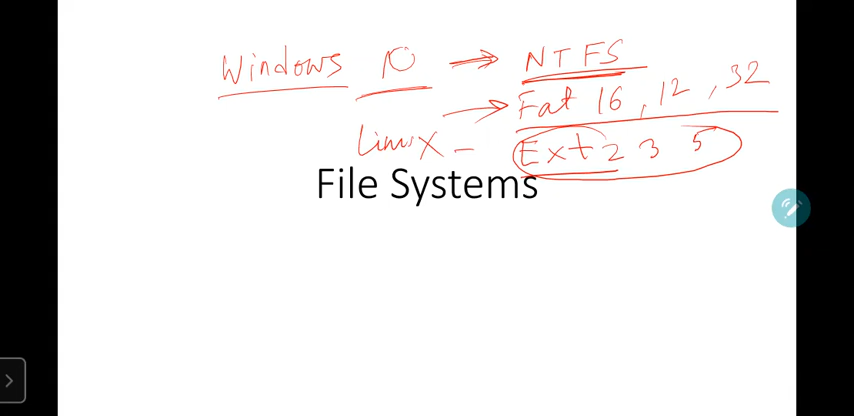 Windows 10 → NTFS
→ Fat 16, 12, 32
Linux - Ext 2 3 5
File Systems